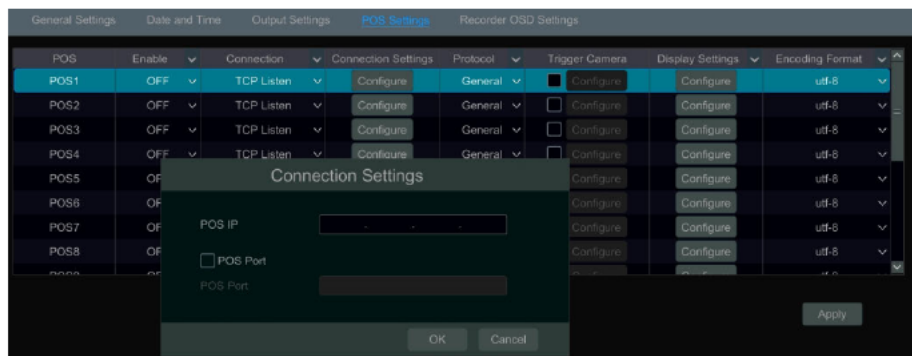 General Settings Date and Time Output Settings POS Settings Recorder OSD Settings
POS Enable Connection Connection Settings Protocol Trigger Camera Display Settings Encoding Format
POS1 OFF TCP Listen Configure General Configure Configure utf-8
POS2 OFF TCP Listen Configure General Configure Configure utf-8
POS3 OFF TCP Listen Configure General Configure Configure utf-8
POS4 OFF TCP Listen Configure General Configure Configure utf-8
POS5 OF Configure Configure utf-8
POS6 OF Configure Configure utf-8
POS7 OF Configure Configure utf-8
POS8 OF Configure Configure utf-8
Connection Settings
POS IP . . .
POS Port
POS Port
OK Cancel
Apply